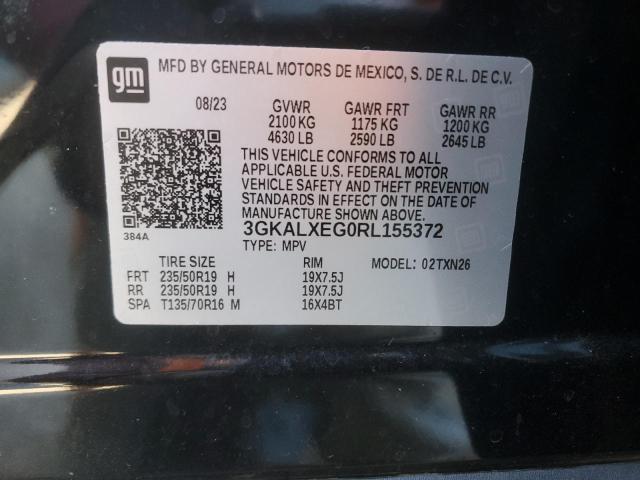 gm
MFD BY GENERAL MOTORS DE MEXICO, S. DE R.L. DE C.V.
08/23 GVWR GAWR FRT GAWR RR
2100 KG 1175 KG 1200 KG
4630 LB 2590 LB 2645 LB
THIS VEHICLE CONFORMS TO ALL
APPLICABLE U.S. FEDERAL MOTOR
VEHICLE SAFETY AND THEFT PREVENTION
STANDARDS IN EFFECT ON THE DATE OF
MANUFACTURE SHOWN ABOVE.
384A
3GKALXEG0RL155372
TYPE: MPV
TIRE SIZE RIM MODEL: 02TXN26
FRT 235/50R19 H 19X7.5J
RR 235/50R19 H 19X7.5J
SPA T135/70R16 M 16X4BT